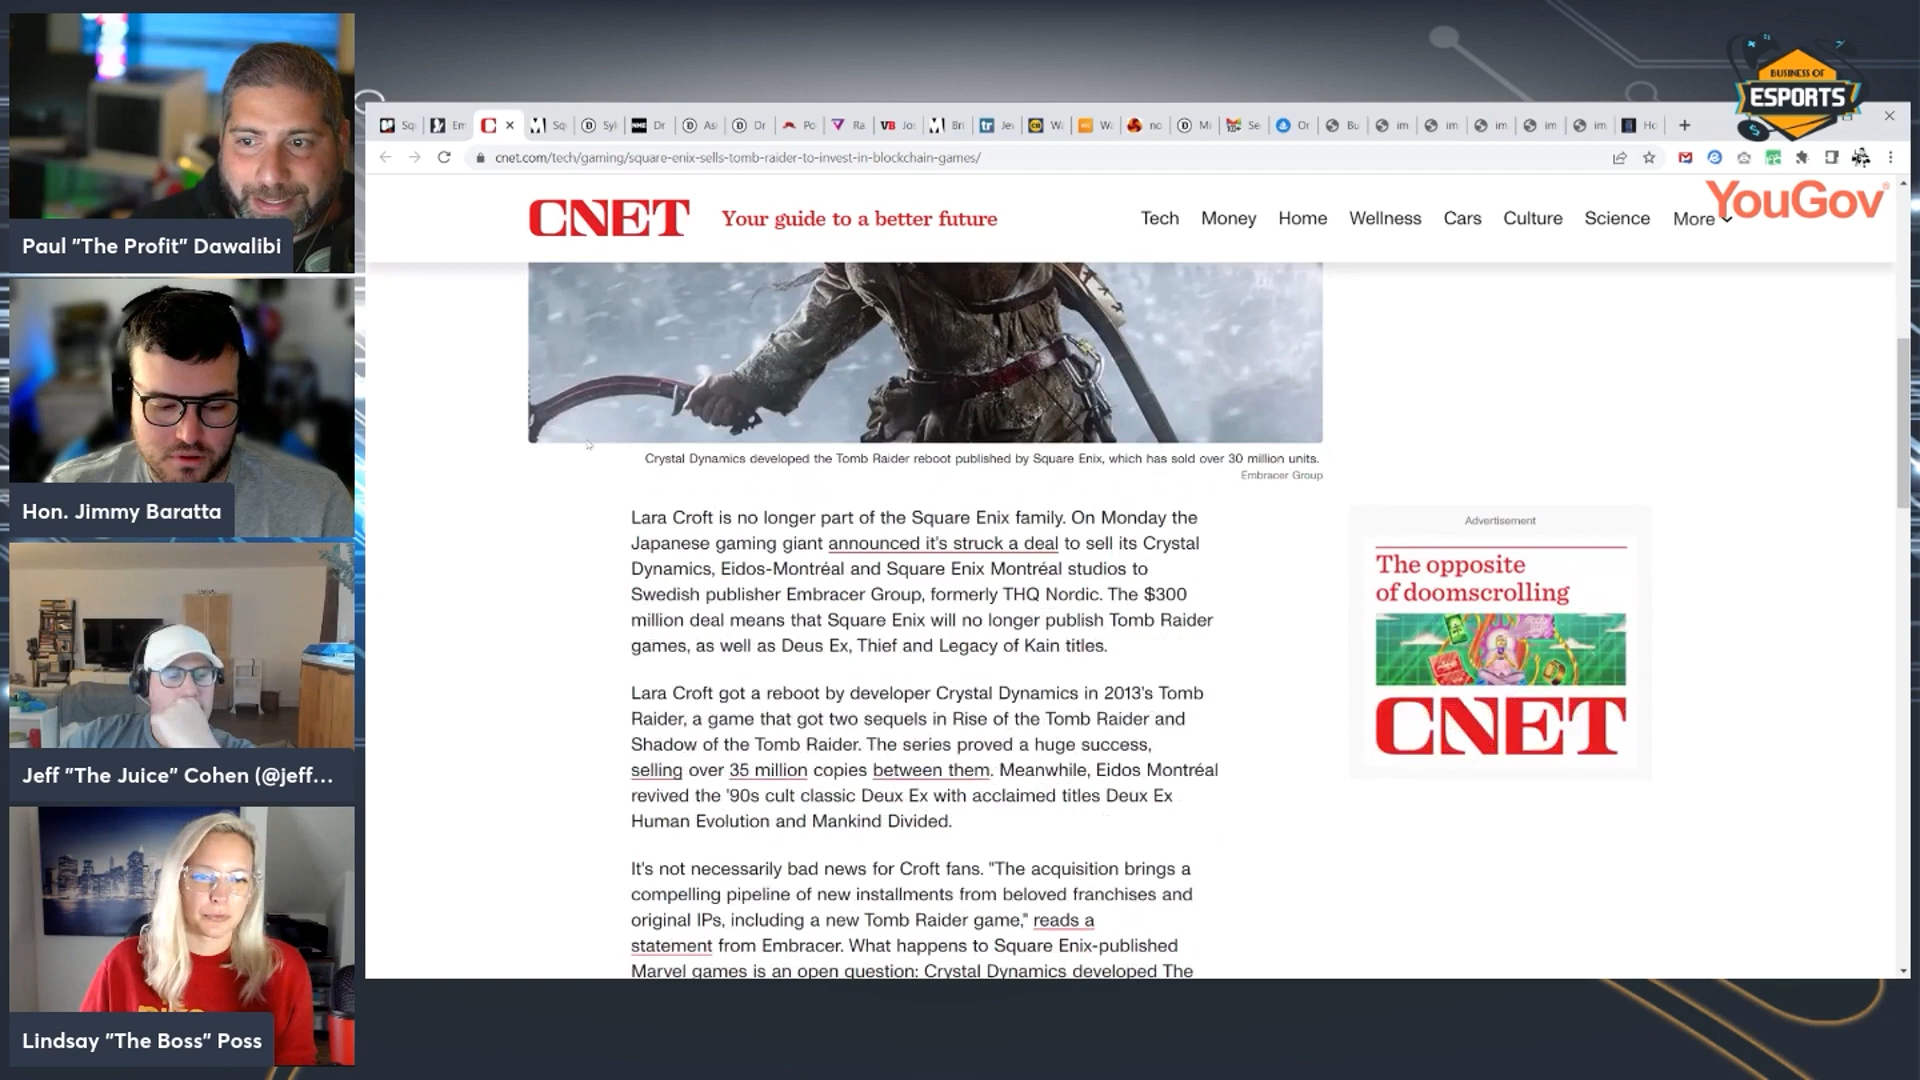 Paul "The Profit" Dawalibi
Hon. Jimmy Baratta
Jeff "The Juice" Cohen (@jeff...
Lindsay "The Boss" Poss
BUSINESS OF
ESPORTS
cnet.com/tech/gaming/square-enix-sells-tomb-raider-to-invest-in-blockchain-games/
YouGov
CNET
Your guide to a better future
Tech Money Home Wellness Cars Culture Science More
Crystal Dynamics developed the Tomb Raider reboot published by Square Enix, which has sold over 30 million units.
Embracer Group
Lara Croft is no longer part of the Square Enix family. On Monday the
Japanese gaming giant announced it's struck a deal to sell its Crystal
Dynamics, Eidos-Montréal and Square Enix Montréal studios to
Swedish publisher Embracer Group, formerly THQ Nordic. The $300
million deal means that Square Enix will no longer publish Tomb Raider
games, as well as Deus Ex, Thief and Legacy of Kain titles.
Lara Croft got a reboot by developer Crystal Dynamics in 2013's Tomb
Raider, a game that got two sequels in Rise of the Tomb Raider and
Shadow of the Tomb Raider. The series proved a huge success,
selling over 35 million copies between them. Meanwhile, Eidos Montréal
revived the '90s cult classic Deux Ex with acclaimed titles Deux Ex
Human Evolution and Mankind Divided.
It's not necessarily bad news for Croft fans. "The acquisition brings a
compelling pipeline of new installments from beloved franchises and
original IPs, including a new Tomb Raider game," reads a
statement from Embracer. What happens to Square Enix-published
Marvel games is an open question: Crystal Dynamics developed The
Advertisement
The opposite
of doomscrolling
CNET